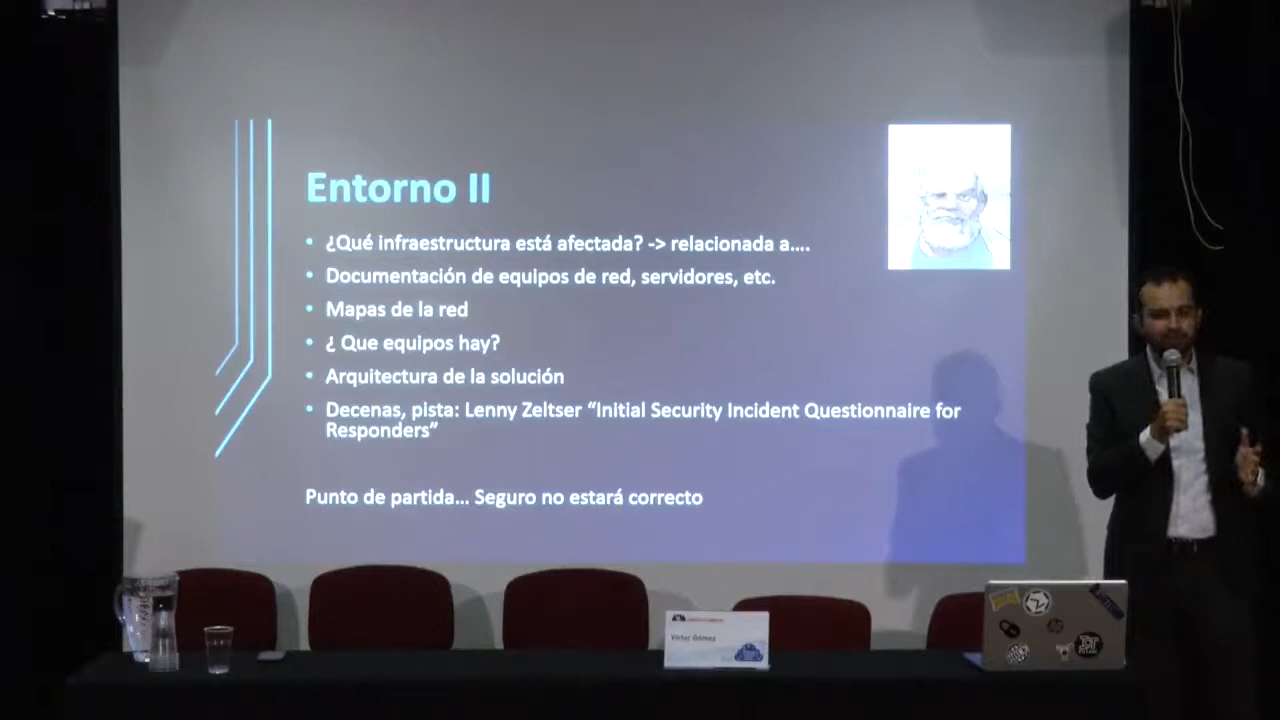 Entorno II
• ¿Qué infraestructura está afectada? -> relacionada a....
• Documentación de equipos de red, servidores, etc.
• Mapas de la red
• ¿ Que equipos hay?
• Arquitectura de la solución
• Decenas, pista: Lenny Zeltser “Initial Security Incident Questionnaire for
Responders”
Punto de partida... Seguro no estará correcto
Víctor Gómez